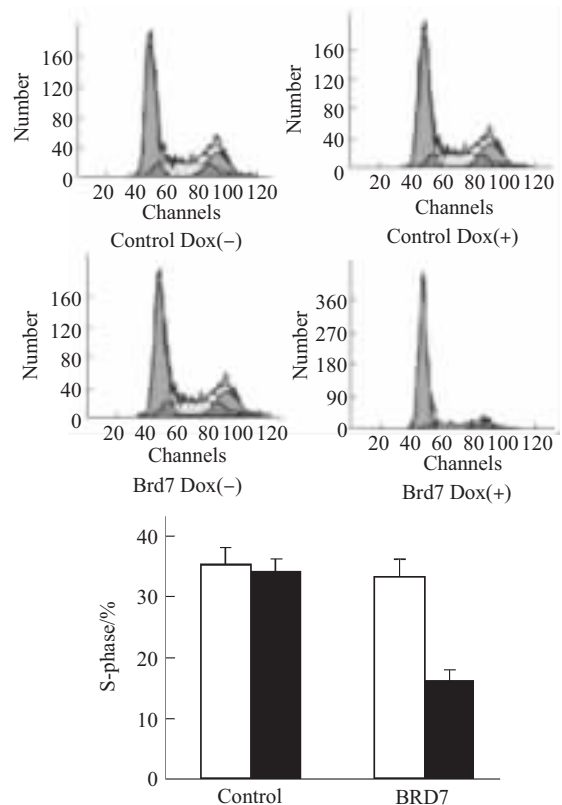 Number
160
120
80
40
0
20 40 60 80 100 120
Channels
Control Dox(−)
Number
160
120
80
40
0
20 40 60 80 100 120
Channels
Control Dox(+)
Number
160
120
80
40
0
20 40 60 80 100 120
Channels
Brd7 Dox(−)
Number
360
270
180
90
0
20 40 60 80 100 120
Channels
Brd7 Dox(+)
S-phase/%
40
30
20
10
0
Control BRD7